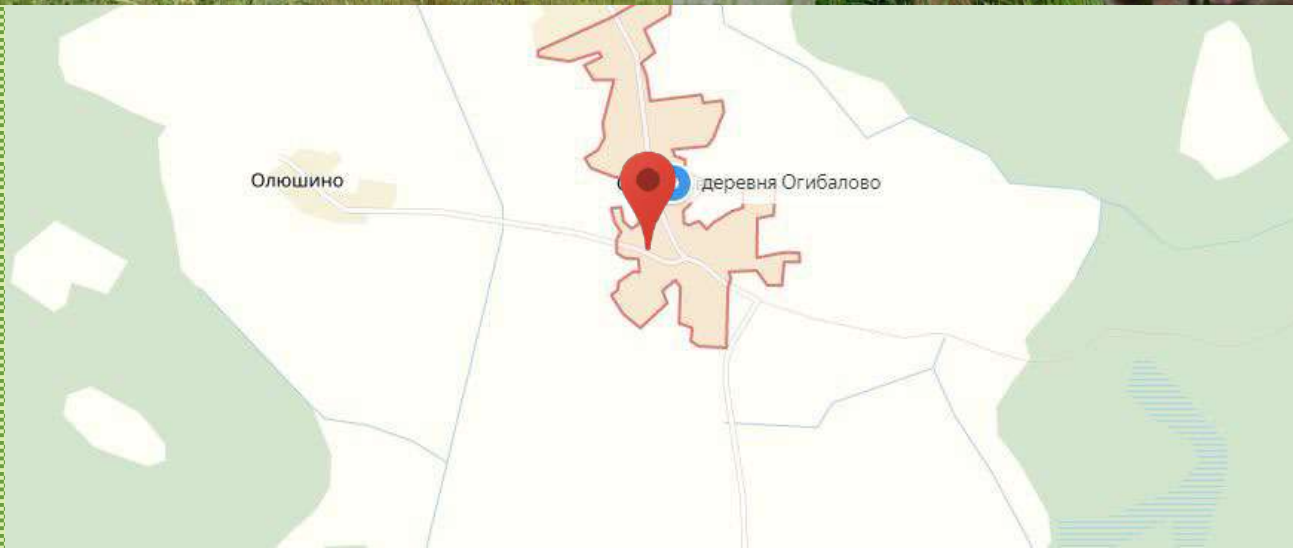 Олюшино
деревня Огибалово